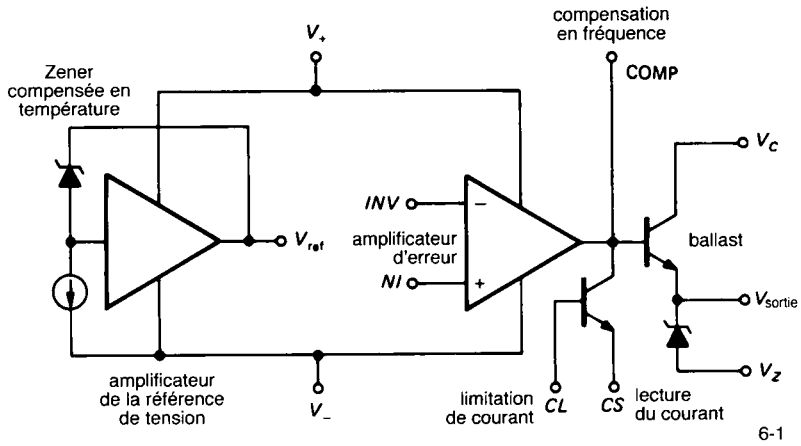 compensation
en fréquence
COMP
V+
Zener
compensée en
température
VC
INV
−
ballast
Vref
amplificateur
d'erreur
NI
+
Vsortie
VZ
amplificateur
de la référence
de tension
V−
limitation
de courant
CL
CS
lecture
du courant
6-1